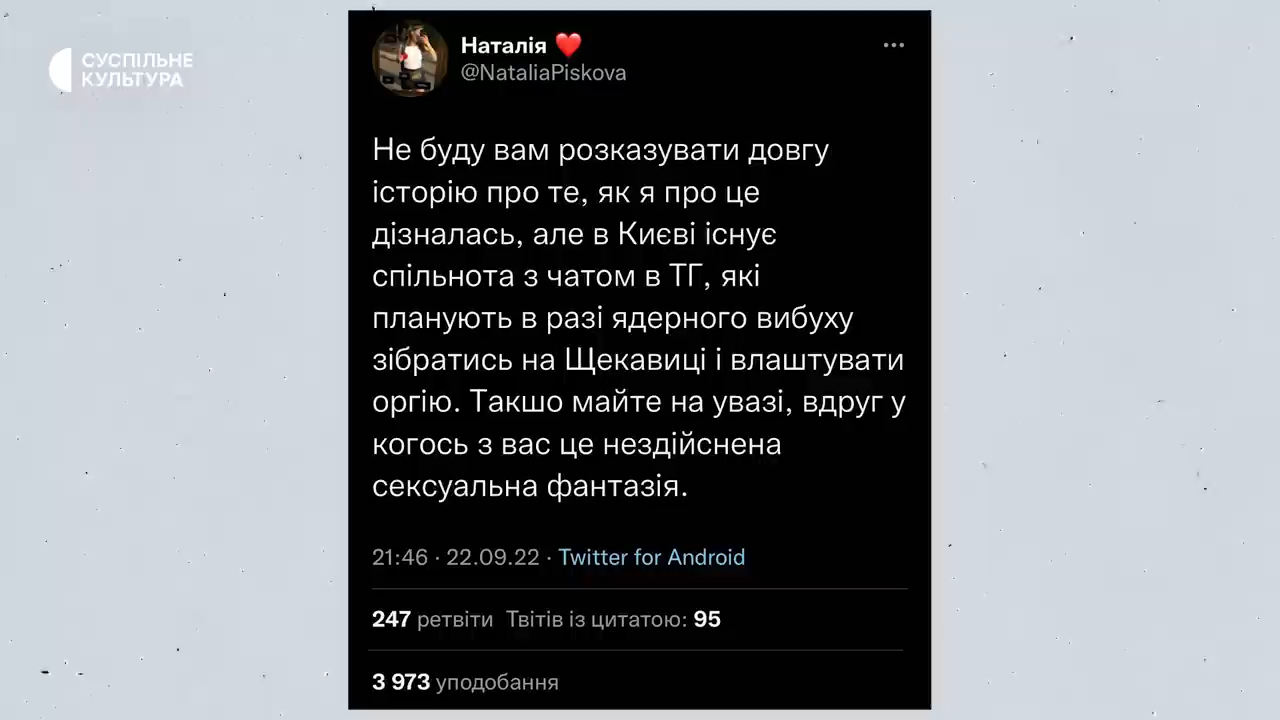 СУСПІЛЬНЕ
КУЛЬТУРА
Наталія
@NataliaPiskova
Не буду вам розказувати довгу
історію про те, як я про це
дізналась, але в Києві існує
спільнота з чатом в ТГ, які
планують в разі ядерного вибуху
зібратись на Щекавиці і влаштувати
оргію. Такшо майте на увазі, вдруг у
когось з вас це нездійснена
сексуальна фантазія.
21:46 · 22.09.22 · Twitter for Android
247 ретвіти Твітів із цитатою: 95
3 973 уподобання